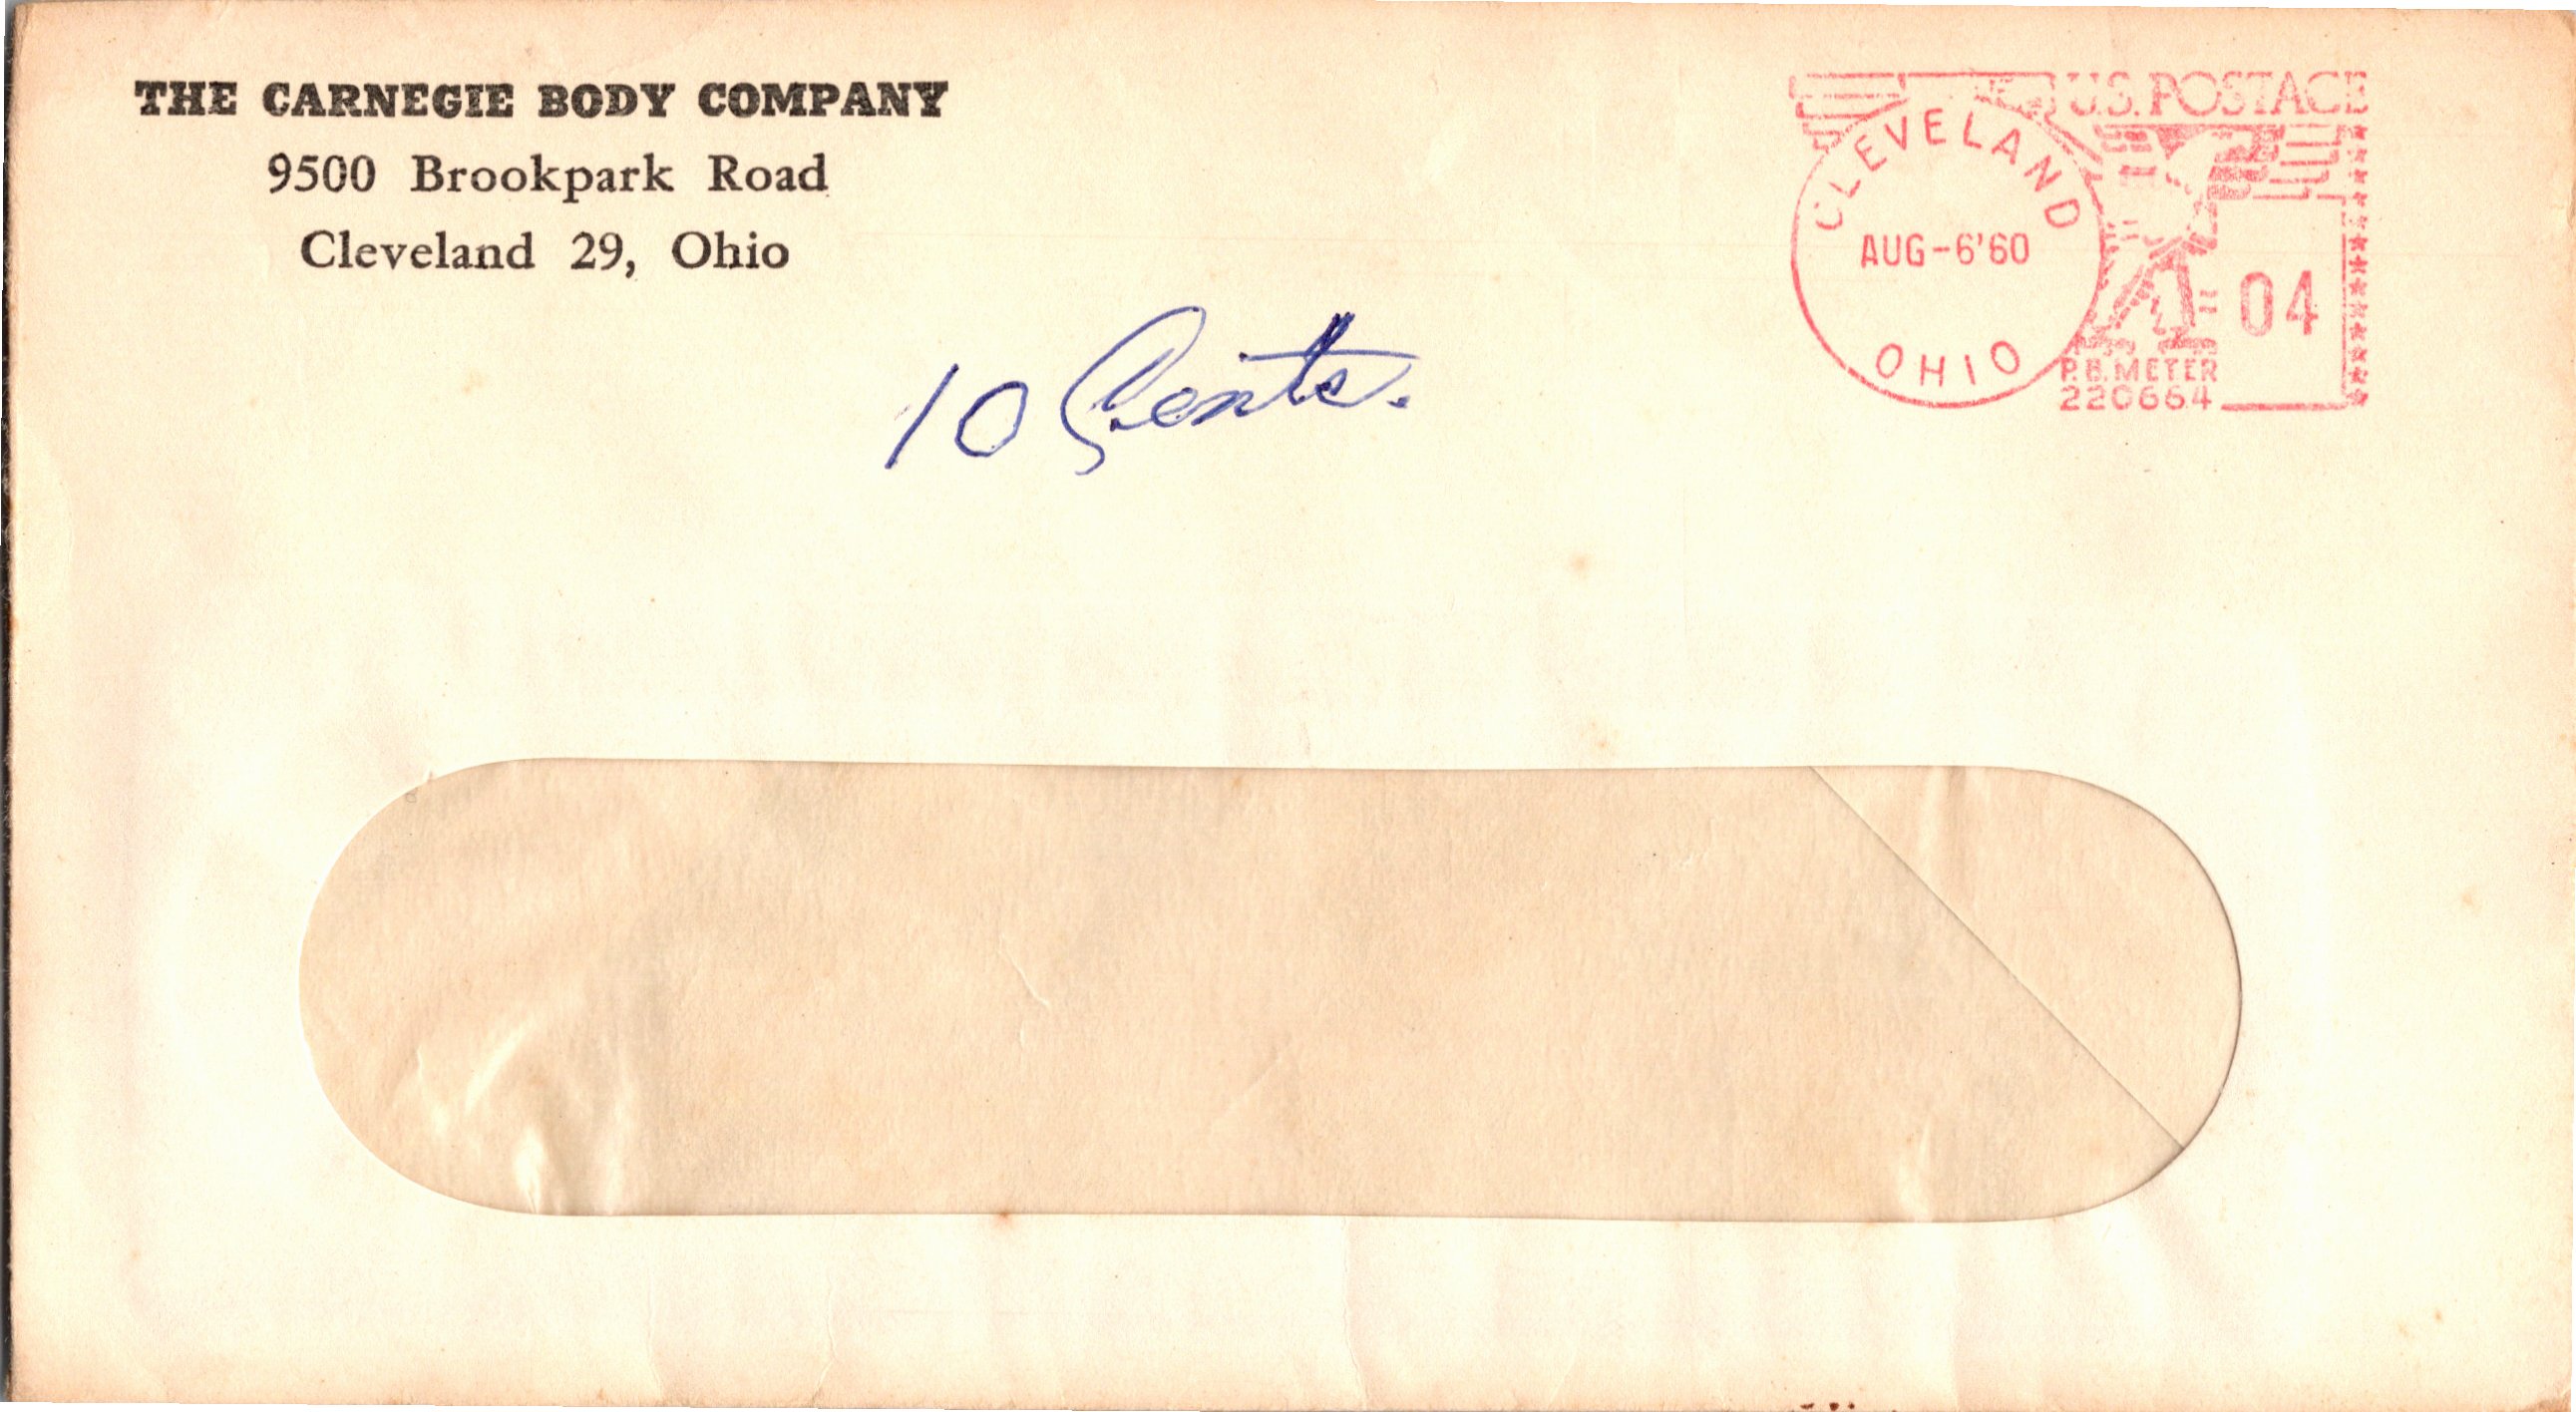 THE CARNEGIE BODY COMPANY
9500 Brookpark Road
Cleveland 29, Ohio
U.S. POSTAGE
CLEVELAND
AUG-6'60
OHIO
04
P.B. METER
220664
10 Cents.